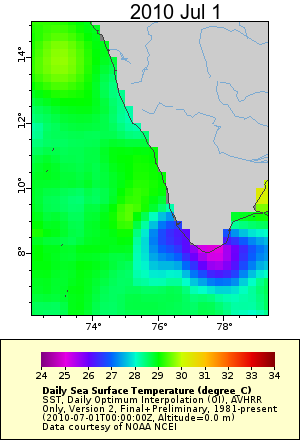 2010 Jul 1
14°
12°
10°
8°
74° 76° 78°
24 25 26 27 28 29 30 31 32 33 34
Daily Sea Surface Temperature (degree_C)
SST, Daily Optimum Interpolation (OI), AVHRR
Only, Version 2, Final+Preliminary, 1981-present
(2010-07-01T00:00:00Z, Altitude=0.0 m)
Data courtesy of NOAA NCEI